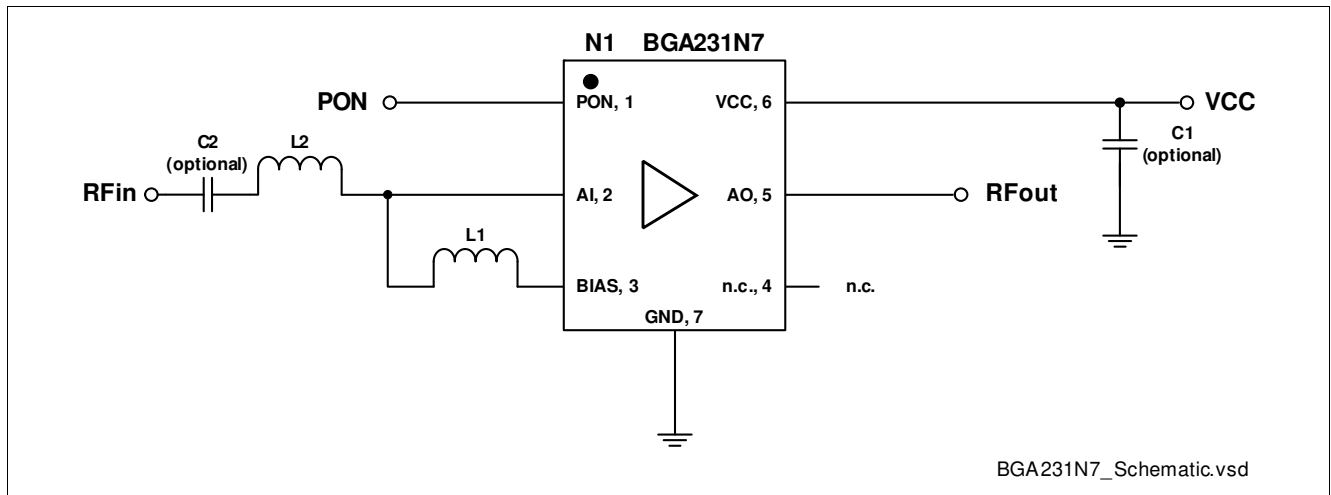 N1 BGA231N7
PON
PON, 1
VCC, 6
VCC
C2
(optional)
L2
C1
(optional)
RFin
AI, 2
AO, 5
RFout
L1
BIAS, 3
n.c., 4
n.c.
GND, 7
BGA231N7_Schematic.vsd